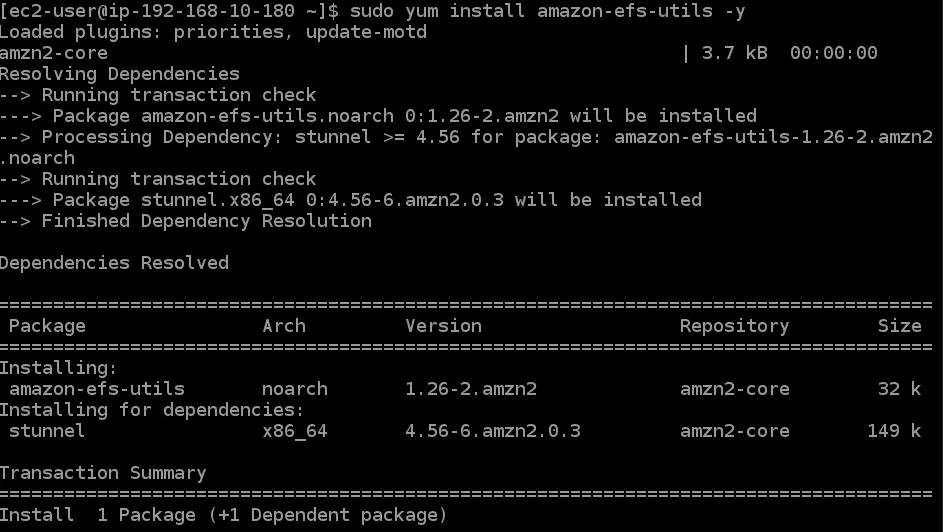 [ec2-user@ip-192-168-10-180 ~]$ sudo yum install amazon-efs-utils -y
Loaded plugins: priorities, update-motd
amzn2-core                                                    | 3.7 kB  00:00:00
Resolving Dependencies
--> Running transaction check
---> Package amazon-efs-utils.noarch 0:1.26-2.amzn2 will be installed
--> Processing Dependency: stunnel >= 4.56 for package: amazon-efs-utils-1.26-2.amzn2
.noarch
--> Running transaction check
---> Package stunnel.x86_64 0:4.56-6.amzn2.0.3 will be installed
--> Finished Dependency Resolution

Dependencies Resolved

=====================================================================================
 Package                Arch         Version                  Repository        Size
=====================================================================================
Installing:
 amazon-efs-utils       noarch       1.26-2.amzn2             amzn2-core        32 k
Installing for dependencies:
 stunnel                x86_64       4.56-6.amzn2.0.3         amzn2-core       149 k

Transaction Summary
=====================================================================================
Install  1 Package (+1 Dependent package)